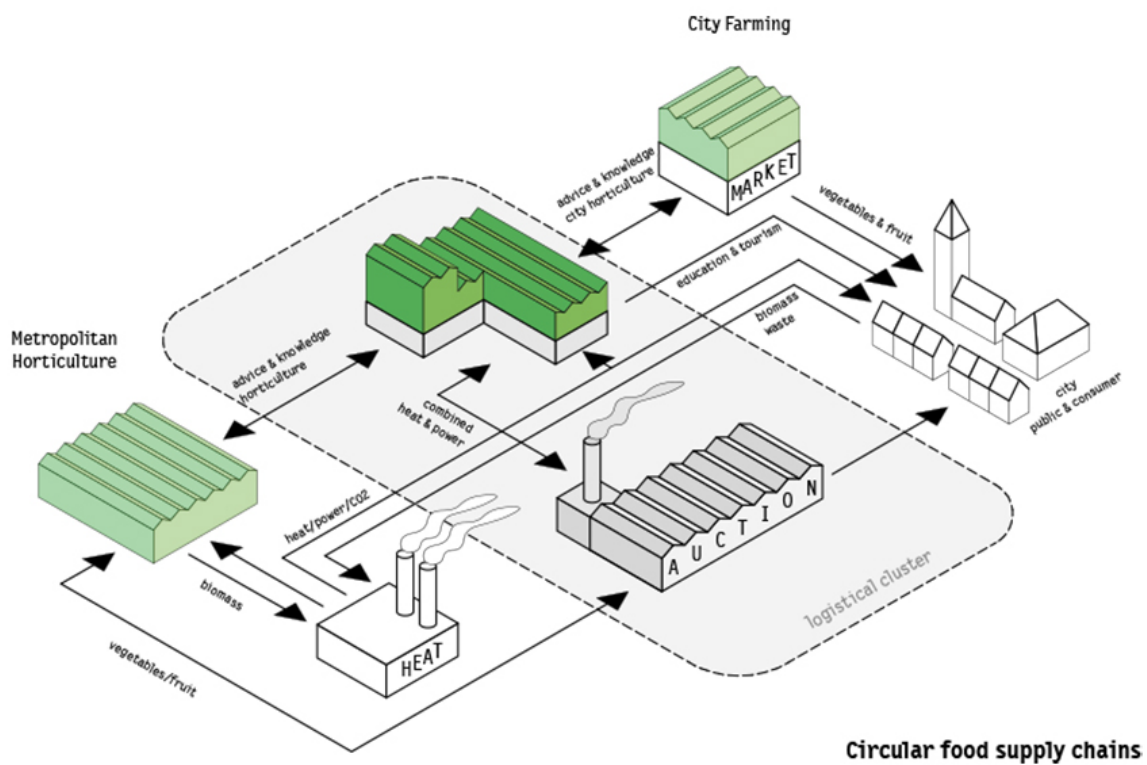 City Farming
MARKET
advice & knowledge
city horticulture
vegetables & fruit
education & tourism
biomass
waste
Metropolitan
Horticulture
advice & knowledge
horticulture
combined
heat & power
city
public & consumer
heat/power/CO2
AUCTION
biomass
HEAT
logistical cluster
vegetables/fruit
Circular food supply chains